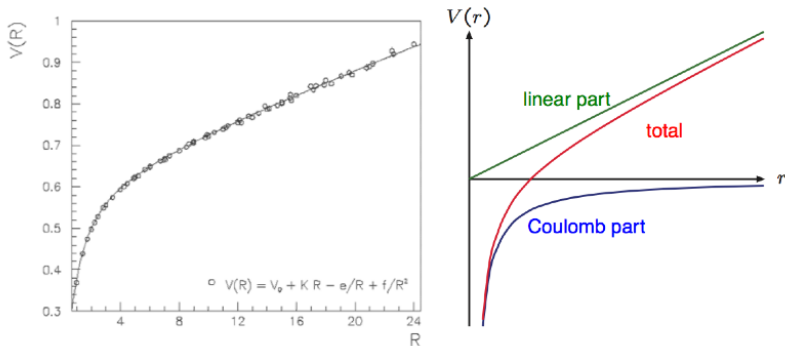 V(R)
1
0.9
0.8
0.7
0.6
0.5
0.4
0.3
4
8
12
16
20
24
R
V(R) = V₀ + K R − e/R + f/R²
V(r)
linear part
total
r
Coulomb part